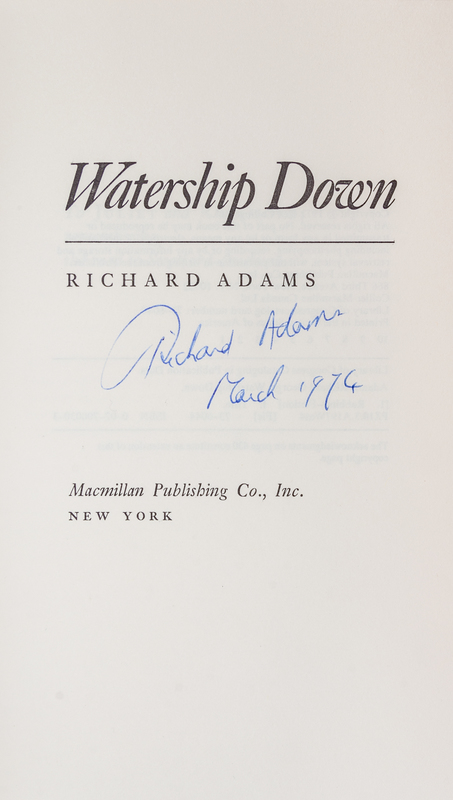 Watership Down
RICHARD ADAMS
Richard Adams
March 1974
Macmillan Publishing Co., Inc.
NEW YORK